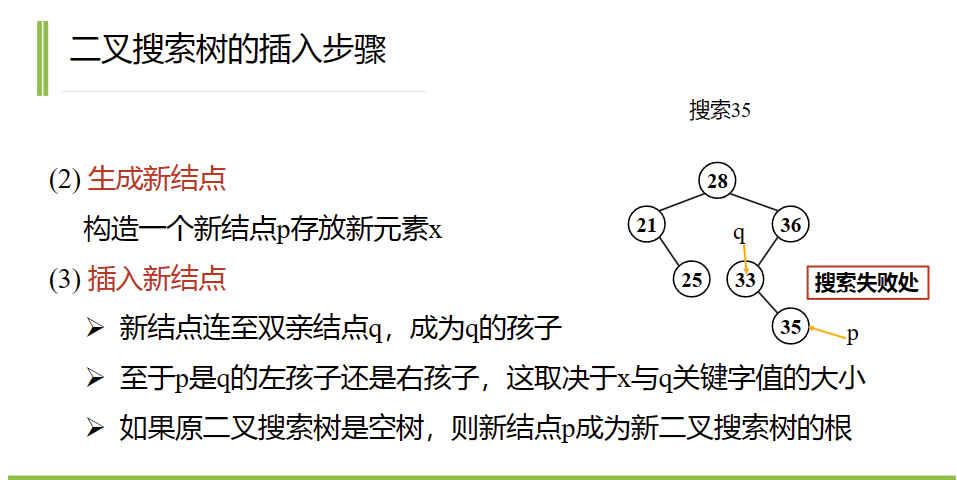 二叉搜索树的插入步骤
搜索35
(2) 生成新结点
构造一个新结点p存放新元素x
(3) 插入新结点
➢ 新结点连至双亲结点q，成为q的孩子
➢ 至于p是q的左孩子还是右孩子，这取决于x与q关键字值的大小
➢ 如果原二叉搜索树是空树，则新结点p成为新二叉搜索树的根
28
21
36
q
25
33
搜索失败处
35
p